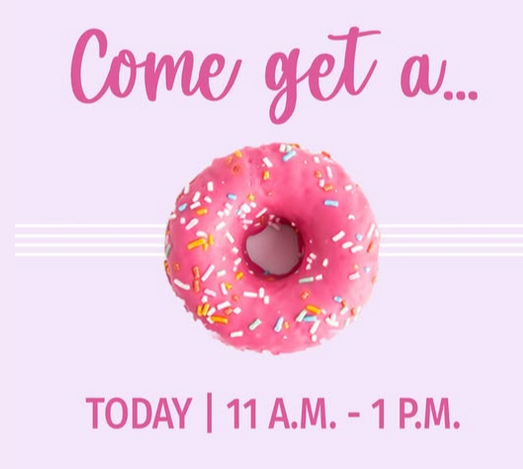 Come get a...
TODAY | 11 A.M. - 1 P.M.